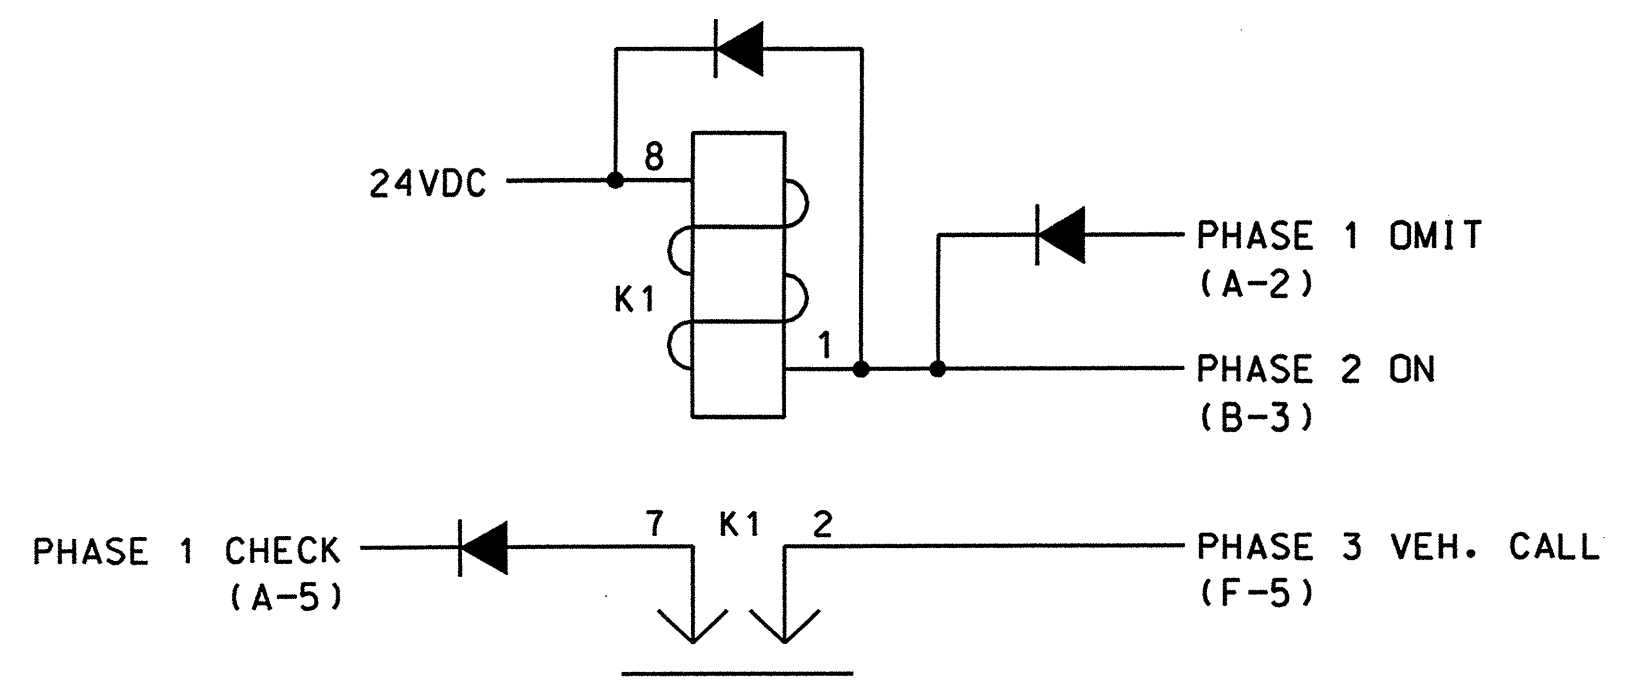 8
24VDC
PHASE 1 OMIT
(A-2)
K1
1
PHASE 2 ON
(B-3)
7 K1 2
PHASE 1 CHECK
(A-5)
PHASE 3 VEH. CALL
(F-5)